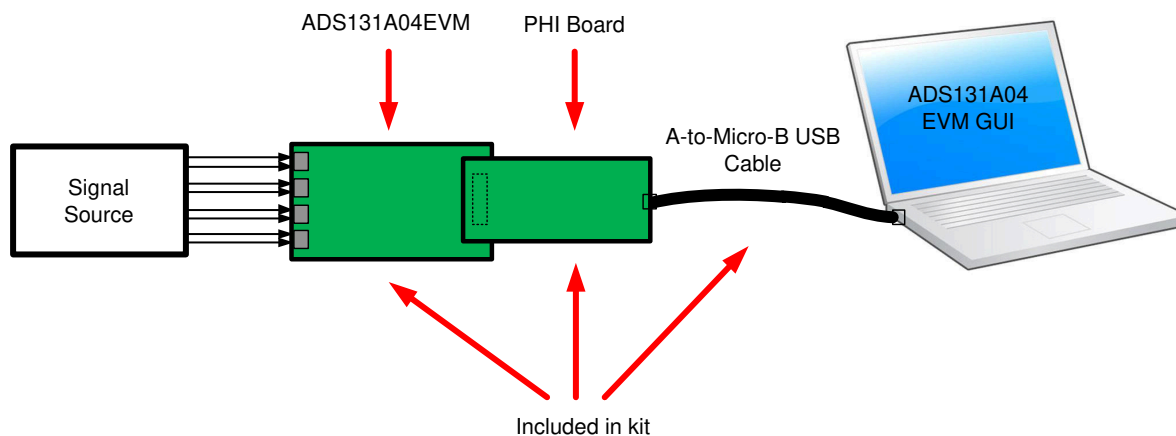 ADS131A04EVM
PHI Board
ADS131A04
EVM GUI
A-to-Micro-B USB
Cable
Signal
Source
Included in kit